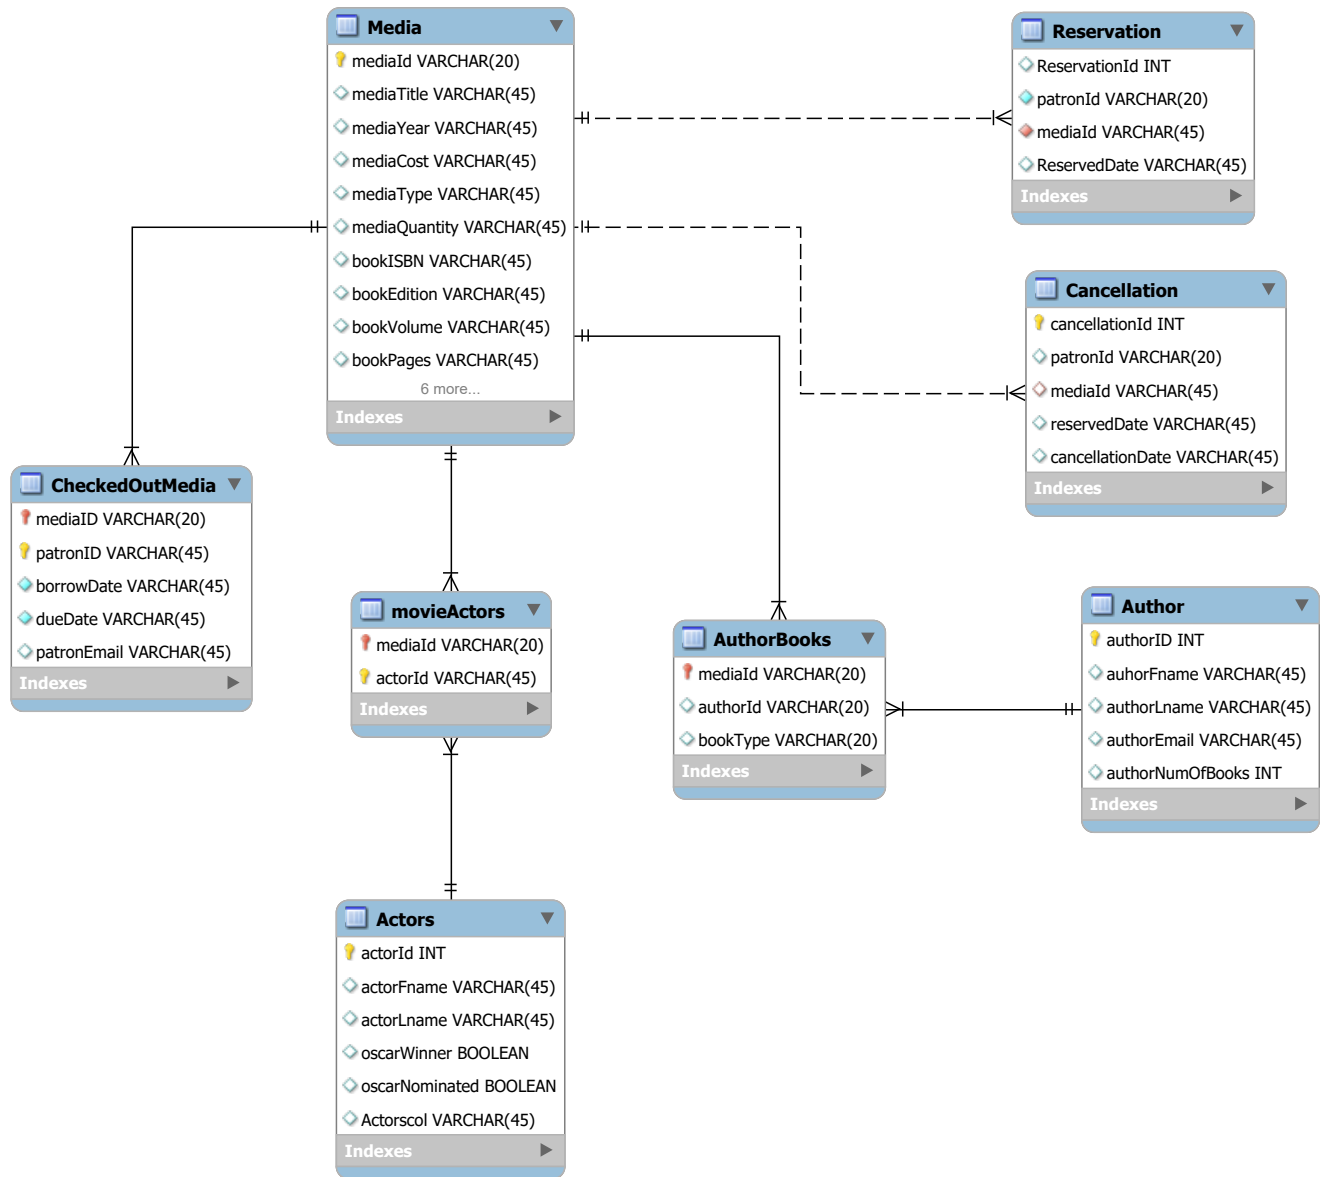 Media
mediaId VARCHAR(20)
mediaTitle VARCHAR(45)
mediaYear VARCHAR(45)
mediaCost VARCHAR(45)
mediaType VARCHAR(45)
mediaQuantity VARCHAR(45)
bookISBN VARCHAR(45)
bookEdition VARCHAR(45)
bookVolume VARCHAR(45)
bookPages VARCHAR(45)
6 more...
Indexes
Reservation
ReservationId INT
patronId VARCHAR(20)
mediaId VARCHAR(45)
ReservedDate VARCHAR(45)
Indexes
Cancellation
cancellationId INT
patronId VARCHAR(20)
mediaId VARCHAR(45)
reservedDate VARCHAR(45)
cancellationDate VARCHAR(45)
Indexes
CheckedOutMedia
mediaID VARCHAR(20)
patronID VARCHAR(45)
borrowDate VARCHAR(45)
dueDate VARCHAR(45)
patronEmail VARCHAR(45)
Indexes
movieActors
mediaId VARCHAR(20)
actorId VARCHAR(45)
Indexes
AuthorBooks
mediaId VARCHAR(20)
authorId VARCHAR(20)
bookType VARCHAR(20)
Indexes
Author
authorID INT
auhorFname VARCHAR(45)
authorLname VARCHAR(45)
authorEmail VARCHAR(45)
authorNumOfBooks INT
Indexes
Actors
actorId INT
actorFname VARCHAR(45)
actorLname VARCHAR(45)
oscarWinner BOOLEAN
oscarNominated BOOLEAN
Actorscol VARCHAR(45)
Indexes